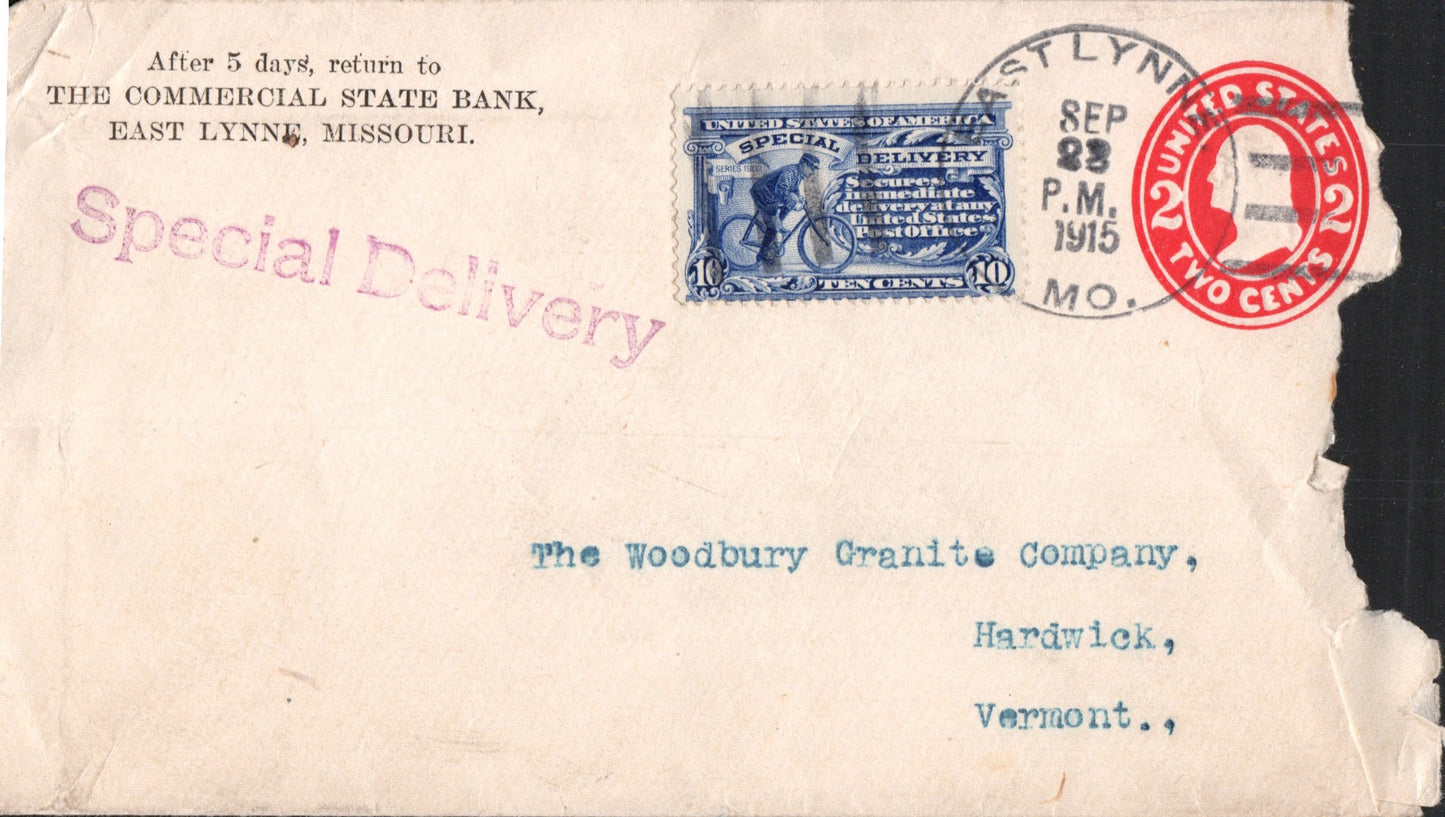 After 5 days, return to
THE COMMERCIAL STATE BANK,
EAST LYNNE, MISSOURI.
Special Delivery
UNITED STATES OF AMERICA
SPECIAL
DELIVERY
SERIES 1902
Secures
immediate
delivery at any
United States
Post Office
10
TEN CENTS
10
EAST LYNNE
SEP
P.M.
1915
MO.
UNITED STATES
2
2
TWO CENTS
The Woodbury Granite Company,
Hardwick,
Vermont.,